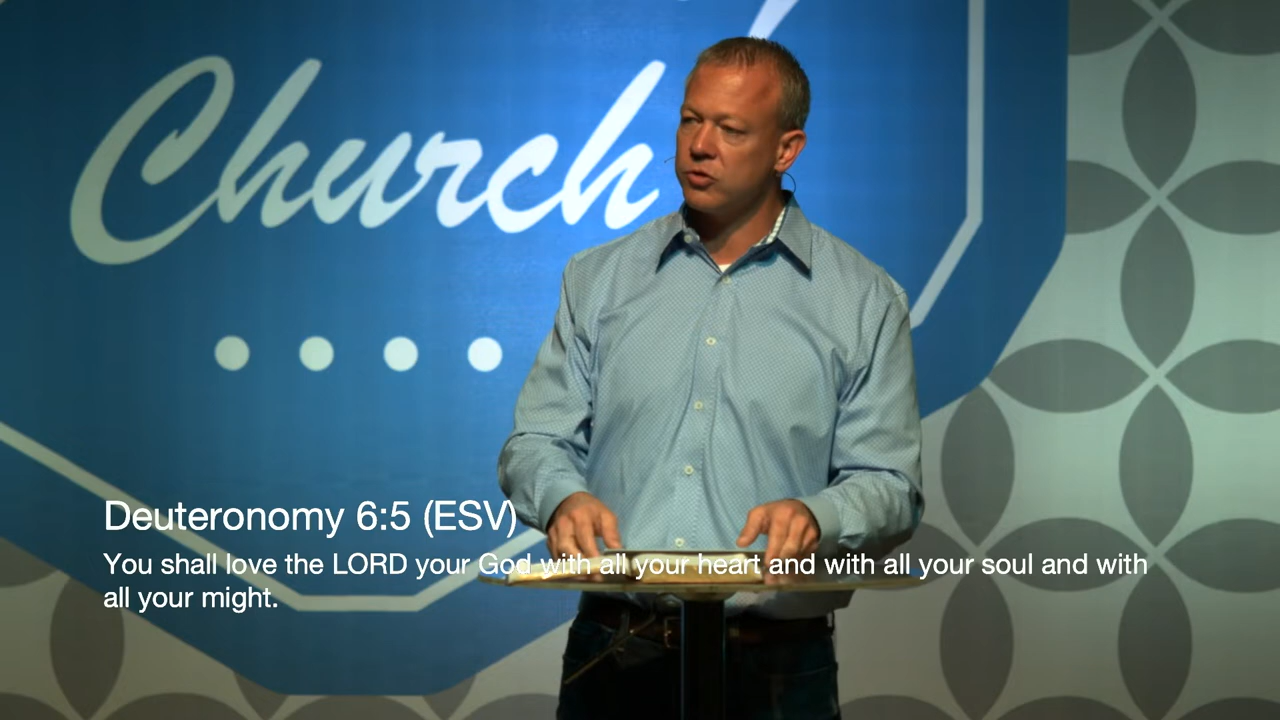 Church
Deuteronomy 6:5 (ESV)
You shall love the LORD your God with all your heart and with all your soul and with
all your might.